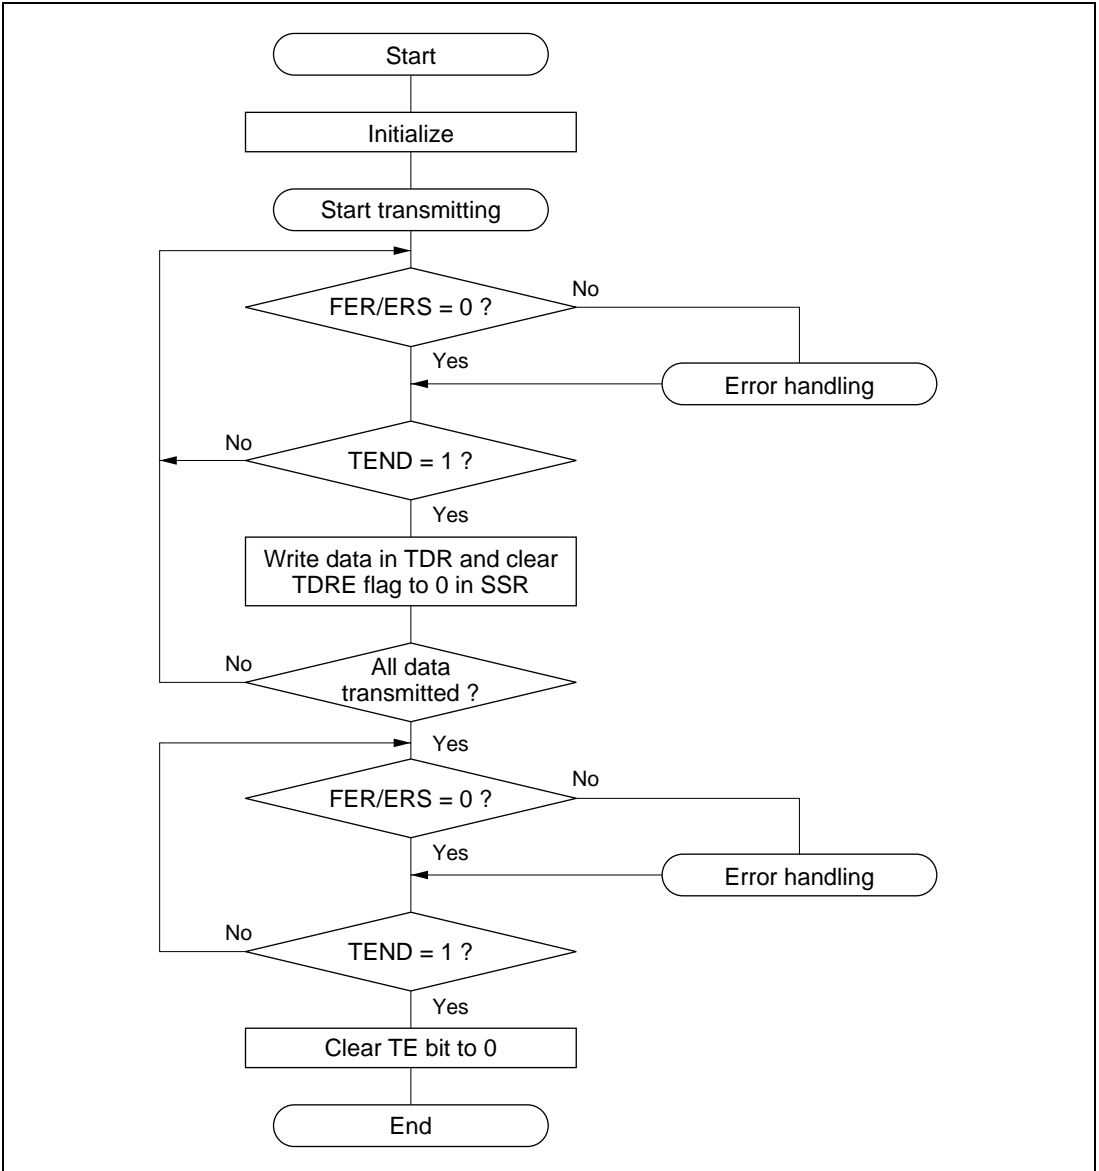 Start
Initialize
Start transmitting
FER/ERS = 0 ?
No
Yes
Error handling
No
TEND = 1 ?
Yes
Write data in TDR and clear
TDRE flag to 0 in SSR
No
All data
transmitted ?
Yes
FER/ERS = 0 ?
No
Yes
Error handling
No
TEND = 1 ?
Yes
Clear TE bit to 0
End